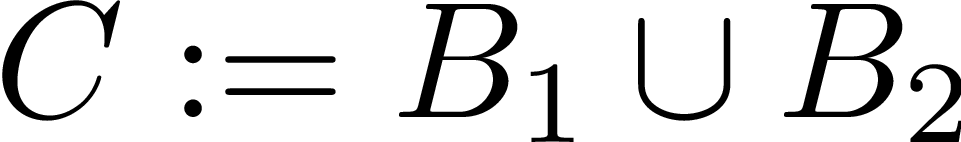 C := B₁ ∪ B₂